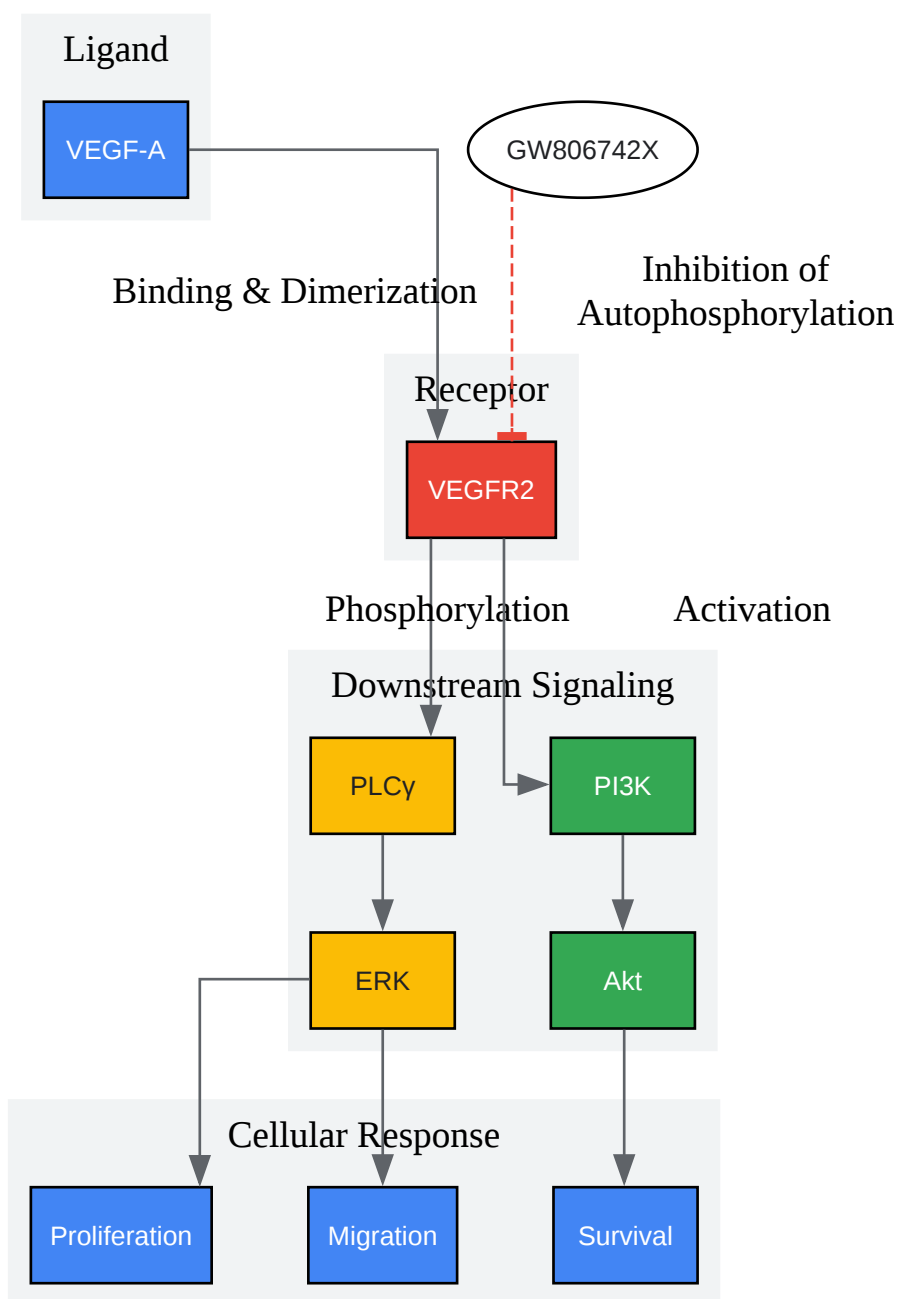 Ligand
VEGF-A
GW806742X
Binding & Dimerization
Inhibition of
Autophosphorylation
Receptor
VEGFR2
Phosphorylation
Activation
Downstream Signaling
PLCγ
PI3K
ERK
Akt
Cellular Response
Proliferation
Migration
Survival